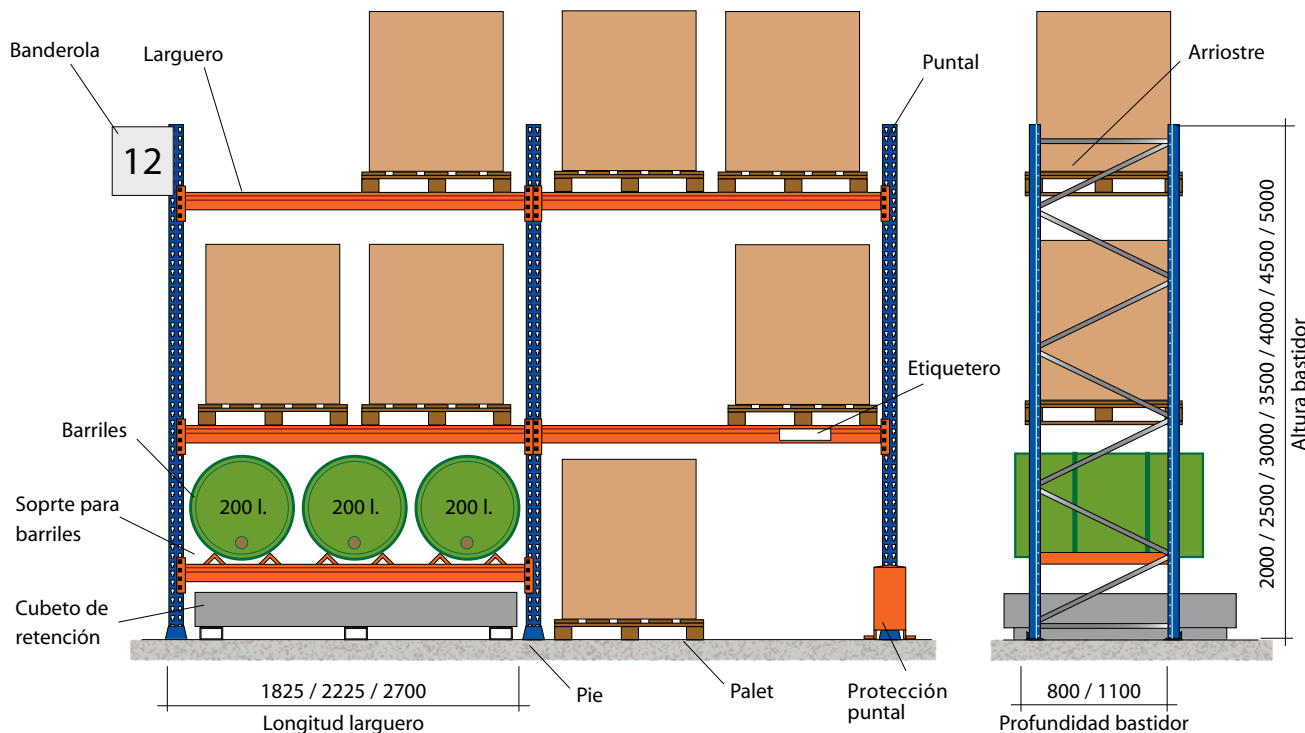 Banderola
Larguero
Puntal
Arriostre
12
Etiquetero
Barriles
200 l.
200 l.
200 l.
Soprte para
barriles
Cubeto de
retención
2000 / 2500 / 3000 / 3500 / 4000 / 4500 / 5000
Altura bastidor
1825 / 2225 / 2700
Longitud larguero
Pie
Palet
Protección
puntal
800 / 1100
Profundidad bastidor